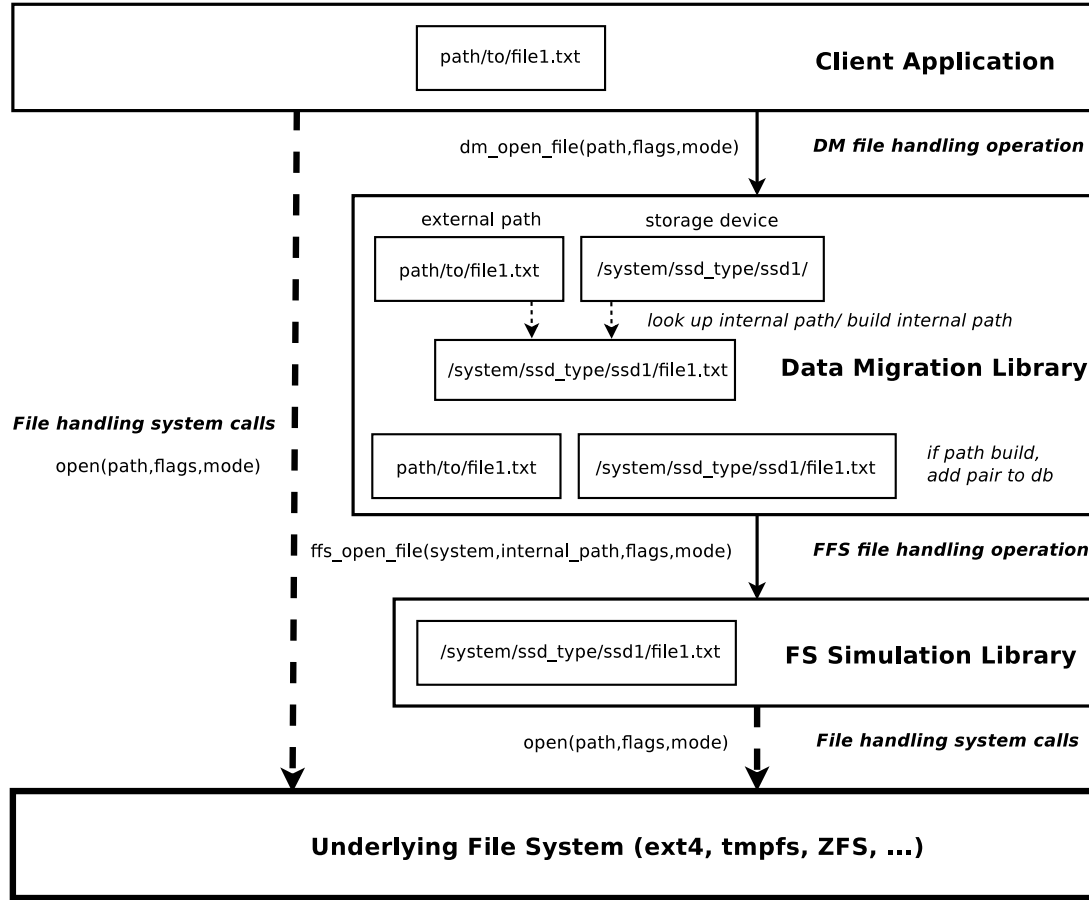 path/to/file1.txt
Client Application
dm_open_file(path,flags,mode)
DM file handling operation
external path
storage device
path/to/file1.txt
/system/ssd_type/ssd1/
look up internal path/ build internal path
/system/ssd_type/ssd1/file1.txt
Data Migration Library
File handling system calls
open(path,flags,mode)
path/to/file1.txt
/system/ssd_type/ssd1/file1.txt
if path build,
add pair to db
ffs_open_file(system,internal_path,flags,mode)
FFS file handling operation
/system/ssd_type/ssd1/file1.txt
FS Simulation Library
open(path,flags,mode)
File handling system calls
Underlying File System (ext4, tmpfs, ZFS, ...)